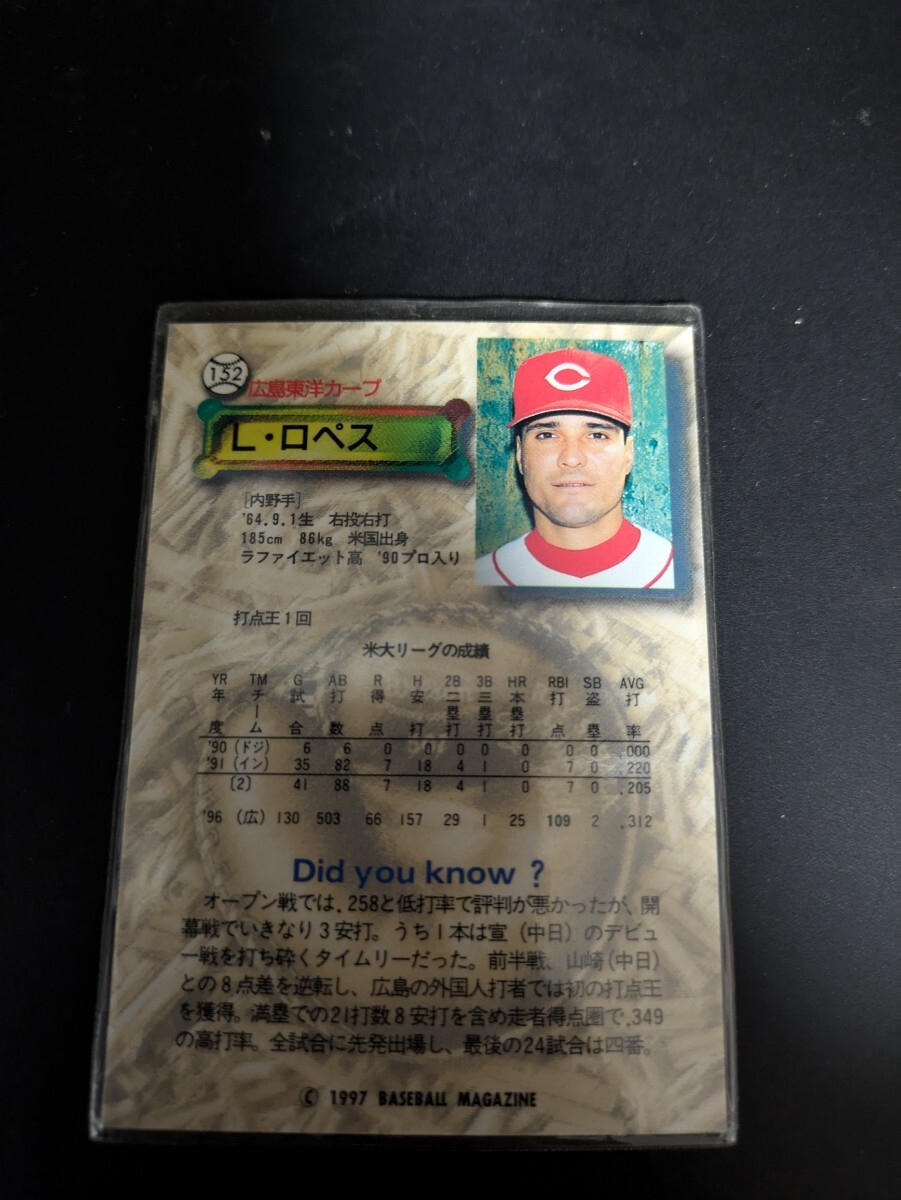 152
広島東洋カープ
L・ロペス
C
[内野手]
'64.9.1生 右投右打
185cm 86kg 米国出身
ラファイエット高 '90プロ入り
打点王1回
米大リーグの成績
YR TM G AB R H 2B 3B HR RBI SB AVG
年度 チーム 試合 打数 得点 安打 二塁打 三塁打 本塁打 打点 盗塁 打率
'90 (ドジ) 6 6 0 0 0 0 0 0 0 .000
'91 (イン) 35 82 7 18 4 1 0 7 0 .220
〔2〕 41 88 7 18 4 1 0 7 0 .205
'96 (広) 130 503 66 157 29 1 25 109 2 .312
Did you know ?
オープン戦では.258と低打率で評判が悪かったが、開
幕戦でいきなり3安打。うち1本は宣(中日)のデビュ
ー戦を打ち砕くタイムリーだった。前半戦、山崎(中日)
との8点差を逆転し、広島の外国人打者では初の打点王
を獲得。満塁での21打数8安打を含め走者得点圏で.349
の高打率。全試合に先発出場し、最後の24試合は四番。
© 1997 BASEBALL MAGAZINE